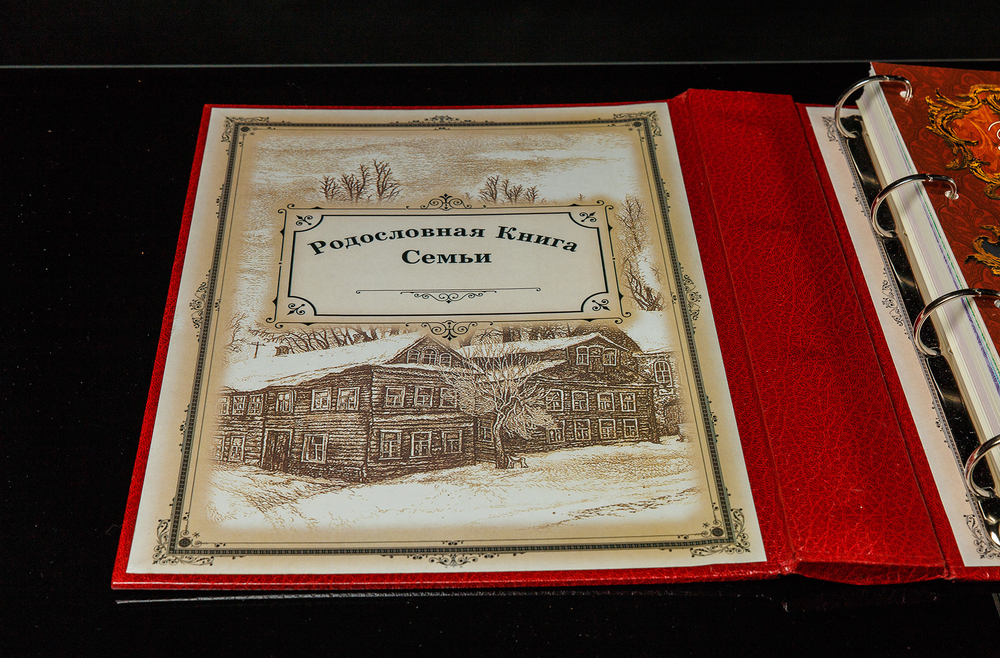 Родословная Книга
Семьи